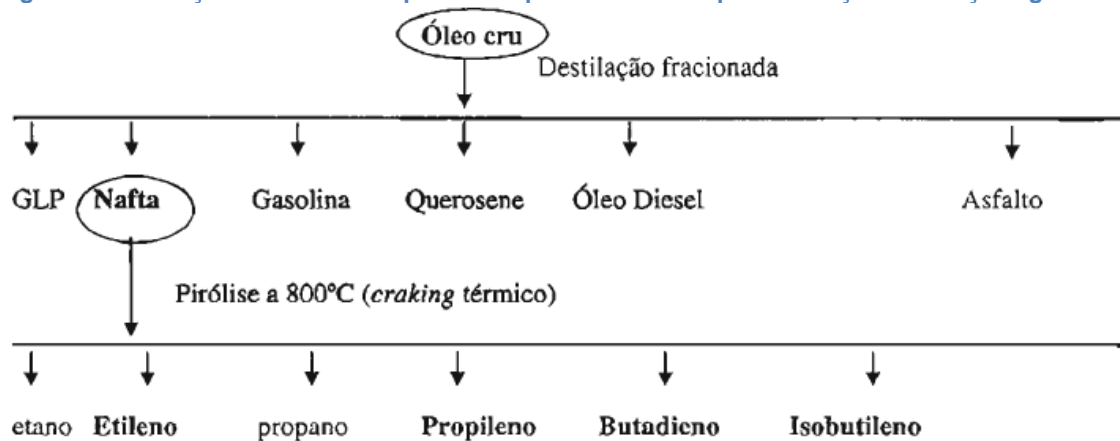 Óleo cru
Destilação fracionada
GLP Nafta Gasolina Querosene Óleo Diesel Asfalto
Pirólise a 800ºC (craking térmico)
etano Etileno propano Propileno Butadieno Isobutileno